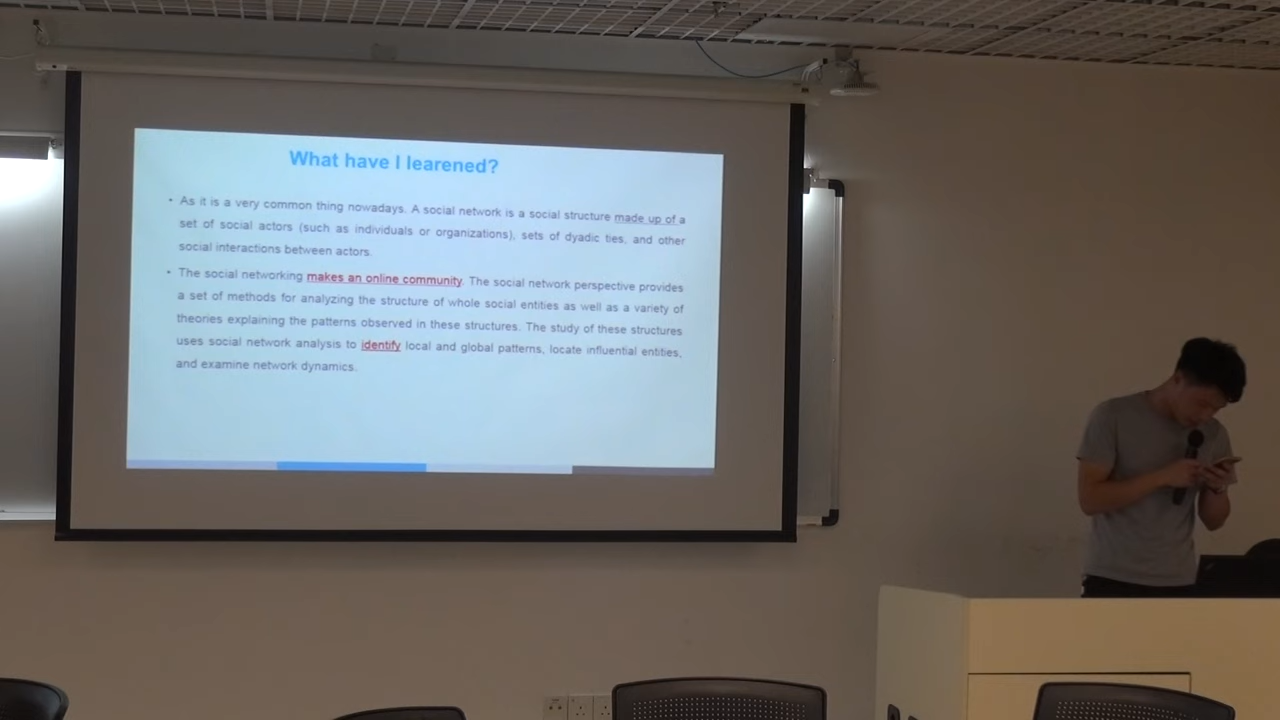 What have I learened?
• As it is a very common thing nowadays. A social network is a social structure made up of a
set of social actors (such as individuals or organizations), sets of dyadic ties, and other
social interactions between actors.
• The social networking makes an online community. The social network perspective provides
a set of methods for analyzing the structure of whole social entities as well as a variety of
theories explaining the patterns observed in these structures. The study of these structures
uses social network analysis to identify local and global patterns, locate influential entities,
and examine network dynamics.